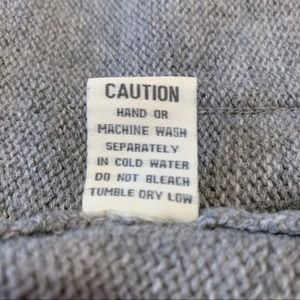 CAUTION
HAND OR
MACHINE WASH
SEPARATELY
IN COLD WATER
DO NOT BLEACH
TUMBLE DRY LOW